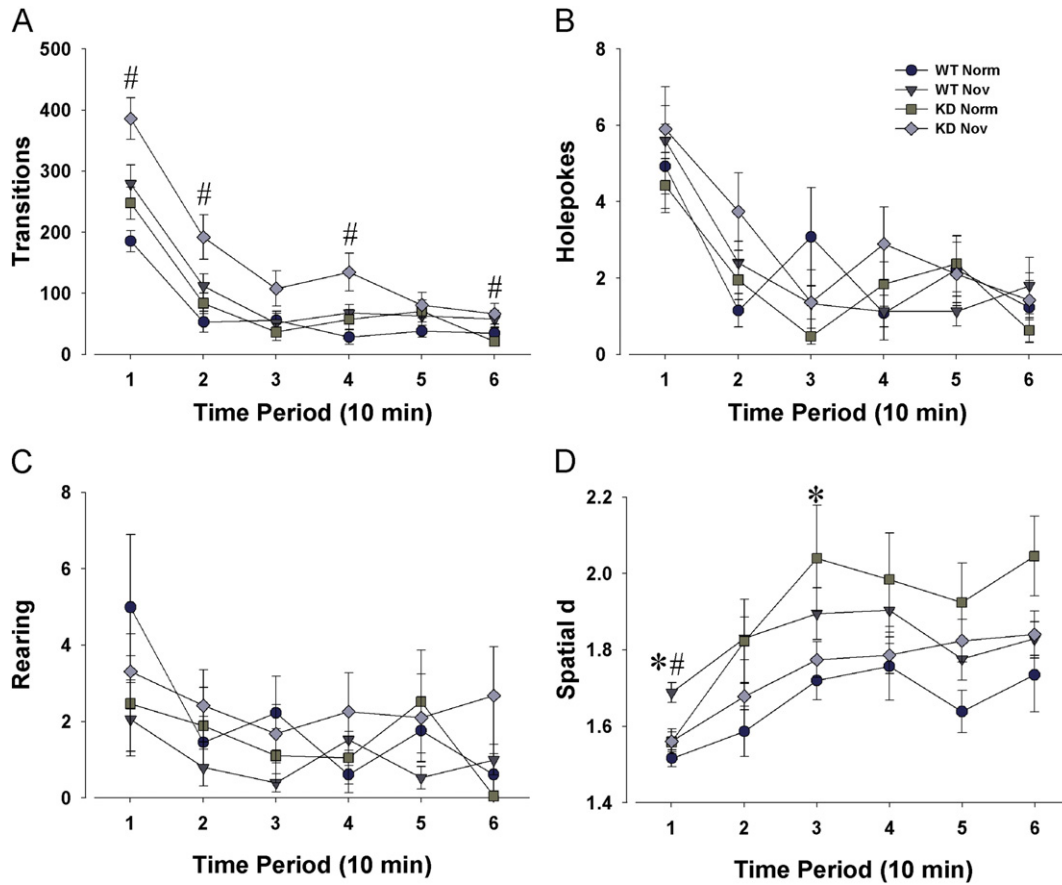 A
500
400
300
200
100
0
Transitions
#
#
#
#
1 2 3 4 5 6
Time Period (10 min)
B
8
6
4
2
0
Holepokes
WT Norm
WT Nov
KD Norm
KD Nov
1 2 3 4 5 6
Time Period (10 min)
C
8
6
4
2
0
Rearing
1 2 3 4 5 6
Time Period (10 min)
D
2.2
2.0
1.8
1.6
1.4
Spatial d
*
*#
1 2 3 4 5 6
Time Period (10 min)